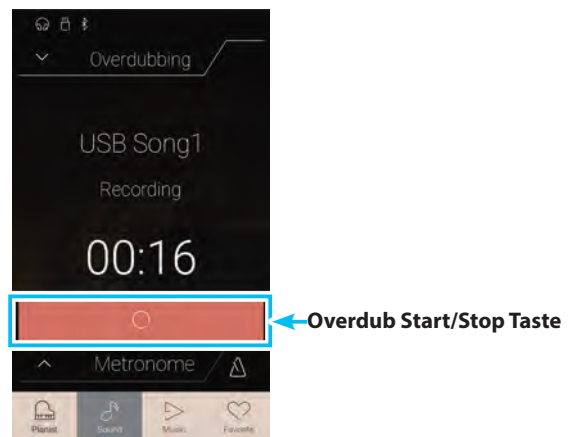 Overdubbing
USB Song1
Recording
00:16
Overdub Start/Stop Taste
Metronome
Pianist Sound Music Favorite